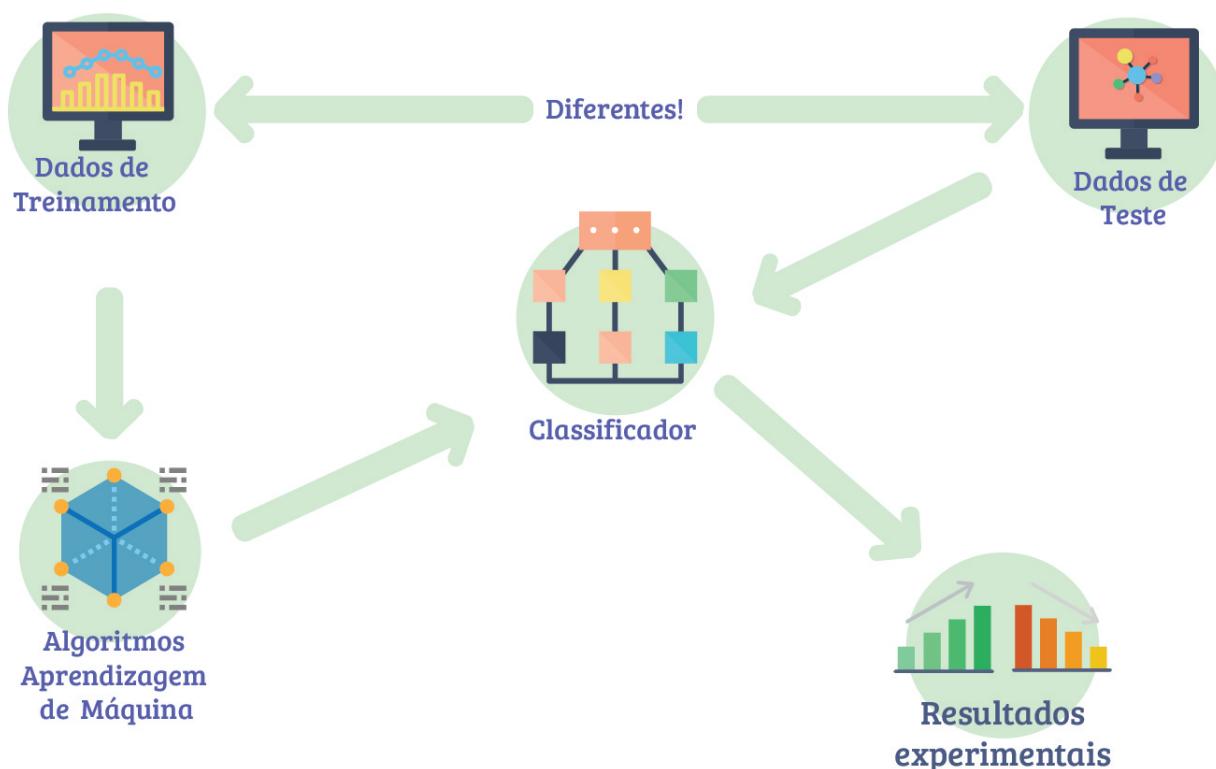 Diferentes!
Dados de
Treinamento
Dados de
Teste
Classificador
Algoritmos
Aprendizagem
de Máquina
Resultados
experimentais